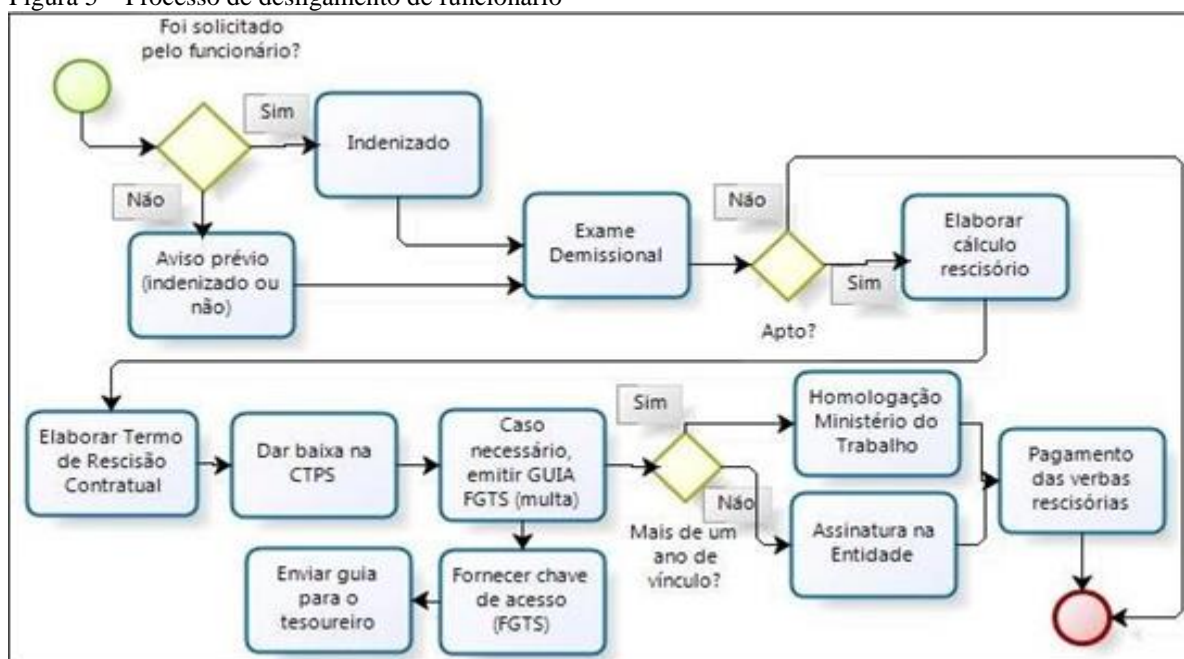 Figura 5 – Processo de desligamento de funcionário
Foi solicitado
pelo funcionário?
Sim
Indenizado
Não
Aviso prévio
(indenizado ou
não)
Exame
Demissional
Não
Sim
Apto?
Elaborar
cálculo
rescisório
Elaborar Termo
de Rescisão
Contratual
Dar baixa na
CTPS
Caso
necessário,
emitir GUIA
FGTS (multa)
Fornecer chave
de acesso
(FGTS)
Enviar guia
para o
tesoureiro
Sim
Não
Mais de um
ano de
vínculo?
Homologação
Ministério do
Trabalho
Assinatura na
Entidade
Pagamento
das verbas
rescisórias